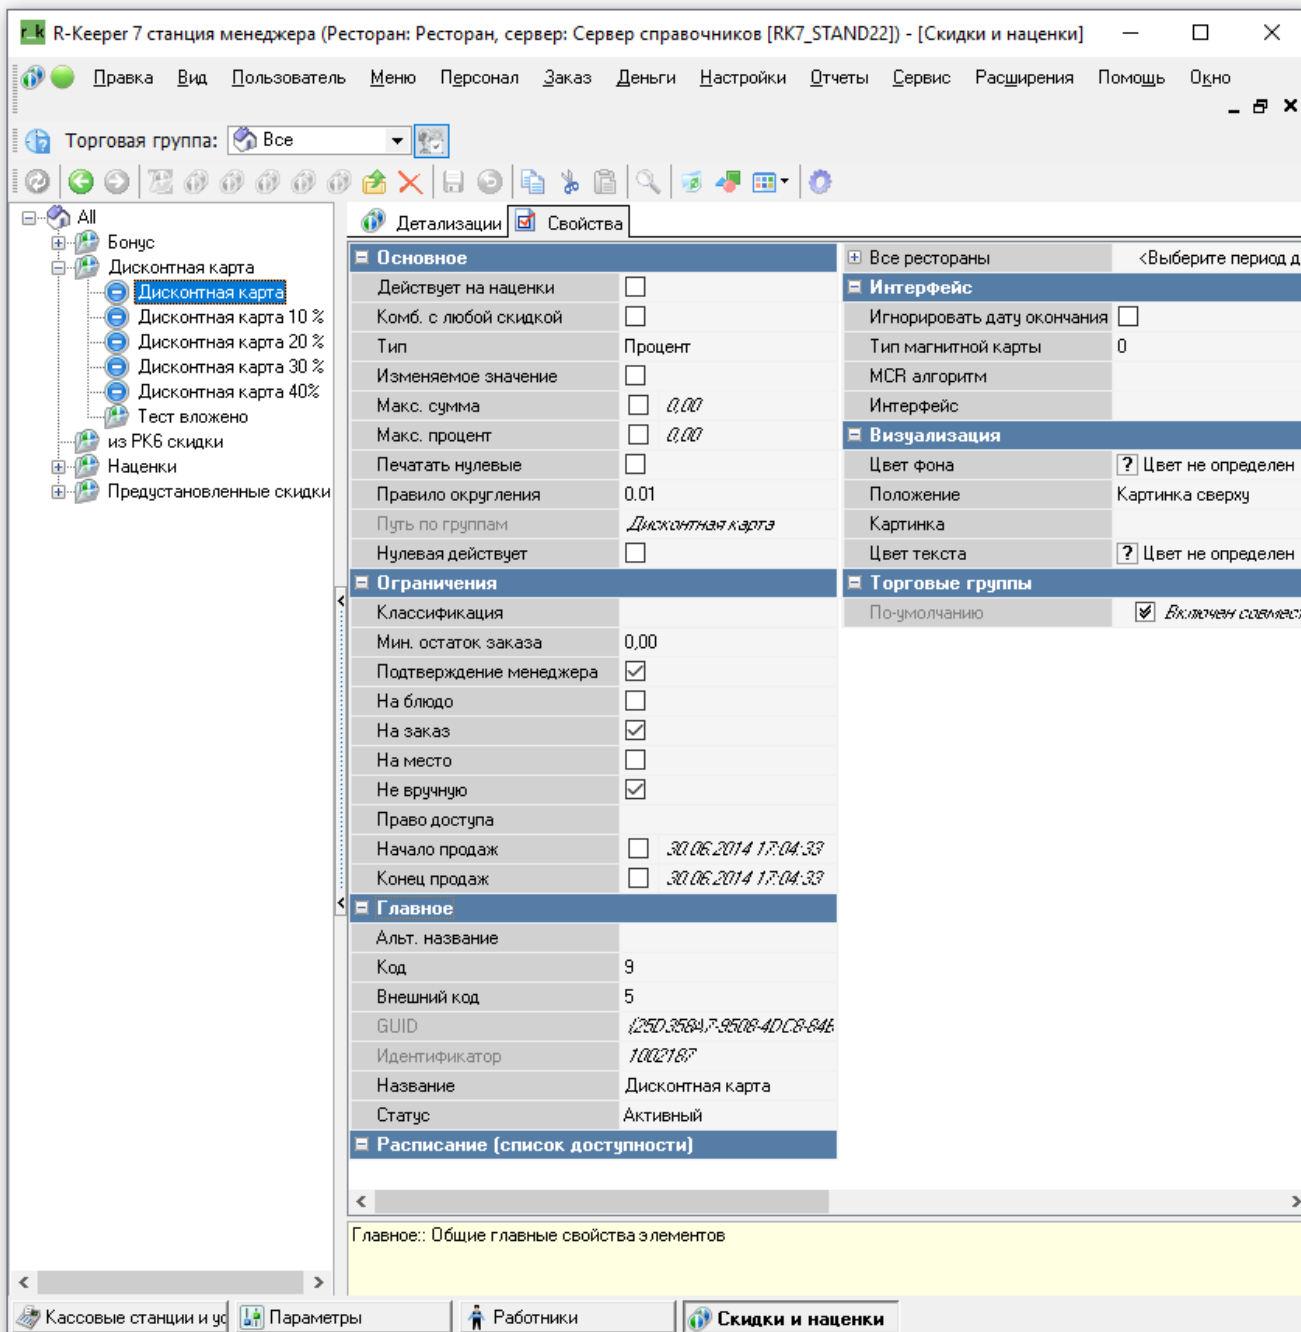 R-Keeper 7 станция менеджера (Ресторан: Ресторан, сервер: Сервер справочников [RK7_STAND22]) - [Скидки и наценки]
Правка Вид Пользователь Меню Персонал Заказ Деньги Настройки Отчеты Сервис Расширения Помощь Окно
Торговая группа: Все
All
Бонус
Дисконтная карта
Дисконтная карта
Дисконтная карта 10 %
Дисконтная карта 20 %
Дисконтная карта 30 %
Дисконтная карта 40%
Тест вложено
из РК6 скидки
Наценки
Предустановленные скидки
Детализации Свойства
Основное
Действует на наценки
Комб. с любой скидкой
Тип Процент
Изменяемое значение
Макс. сумма 0,00
Макс. процент 0,00
Печатать нулевые
Правило округления 0.01
Путь по группам Дисконтная карта
Нулевая действует
Ограничения
Классификация
Мин. остаток заказа 0,00
Подтверждение менеджера
На блюдо
На заказ
На место
Не вручную
Право доступа
Начало продаж 30.06.2014 17:04:33
Конец продаж 30.06.2014 17:04:33
Главное
Альт. название
Код 9
Внешний код 5
GUID {25D358A7-9508-4DC8-84E
Идентификатор 1002187
Название Дисконтная карта
Статус Активный
Расписание (список доступности)
Все рестораны <Выберите период д
Интерфейс
Игнорировать дату окончания
Тип магнитной карты 0
MCR алгоритм
Интерфейс
Визуализация
Цвет фона ? Цвет не определен
Положение Картинка сверху
Картинка
Цвет текста ? Цвет не определен
Торговые группы
По-умолчанию Включен совмест
Главное:: Общие главные свойства элементов
Кассовые станции и ус Параметры Работники Скидки и наценки